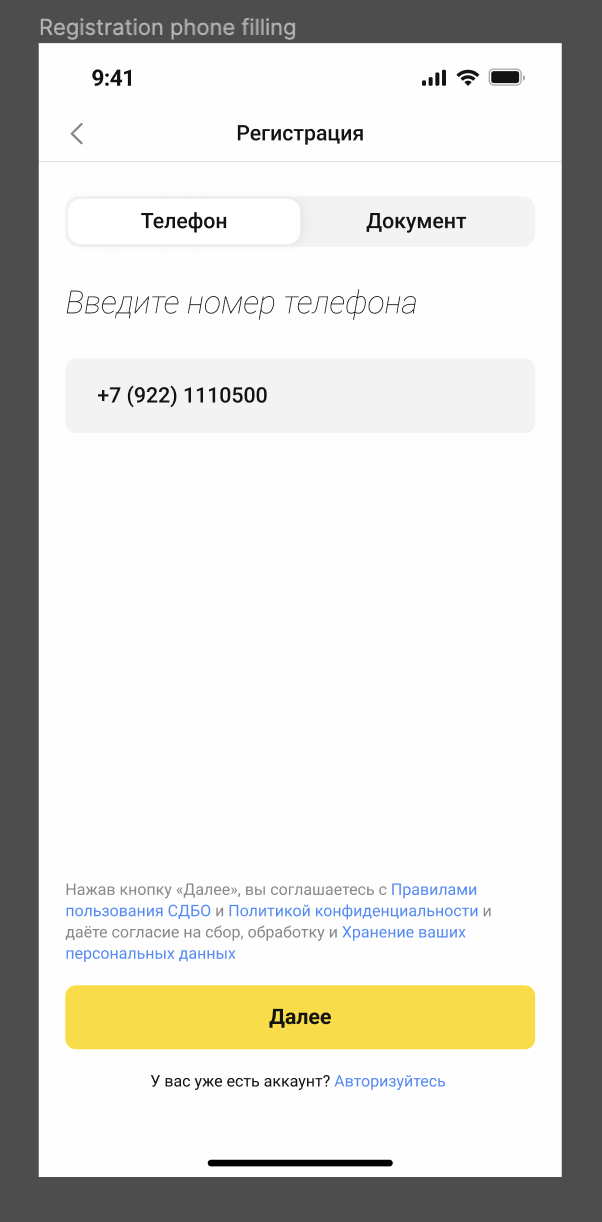 Registration phone filling
9:41
Регистрация
Телефон
Документ
Введите номер телефона
+7 (922) 1110500
Нажав кнопку «Далее», вы соглашаетесь с Правилами
пользования СДБО и Политикой конфиденциальности и
даёте согласие на сбор, обработку и Хранение ваших
персональных данных
Далее
У вас уже есть аккаунт? Авторизуйтесь